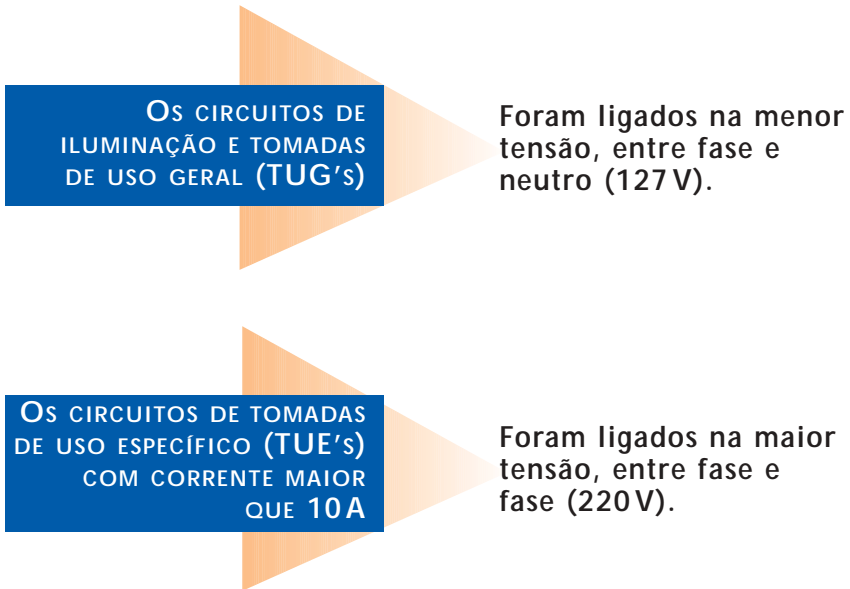 Os circuitos de
iluminação e tomadas
de uso geral (TUG's)
Foram ligados na menor
tensão, entre fase e
neutro (127 V).
Os circuitos de tomadas
de uso específico (TUE's)
com corrente maior
que 10 A
Foram ligados na maior
tensão, entre fase e
fase (220 V).